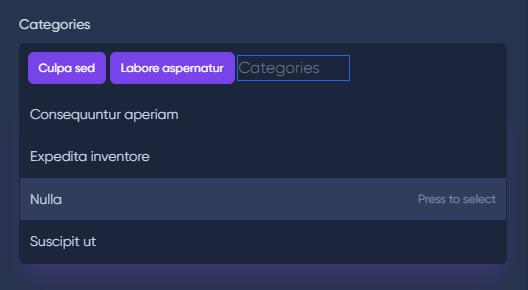 Categories
Culpa sed Labore aspernatur Categories
Consequuntur aperiam
Expedita inventore
Nulla Press to select
Suscipit ut